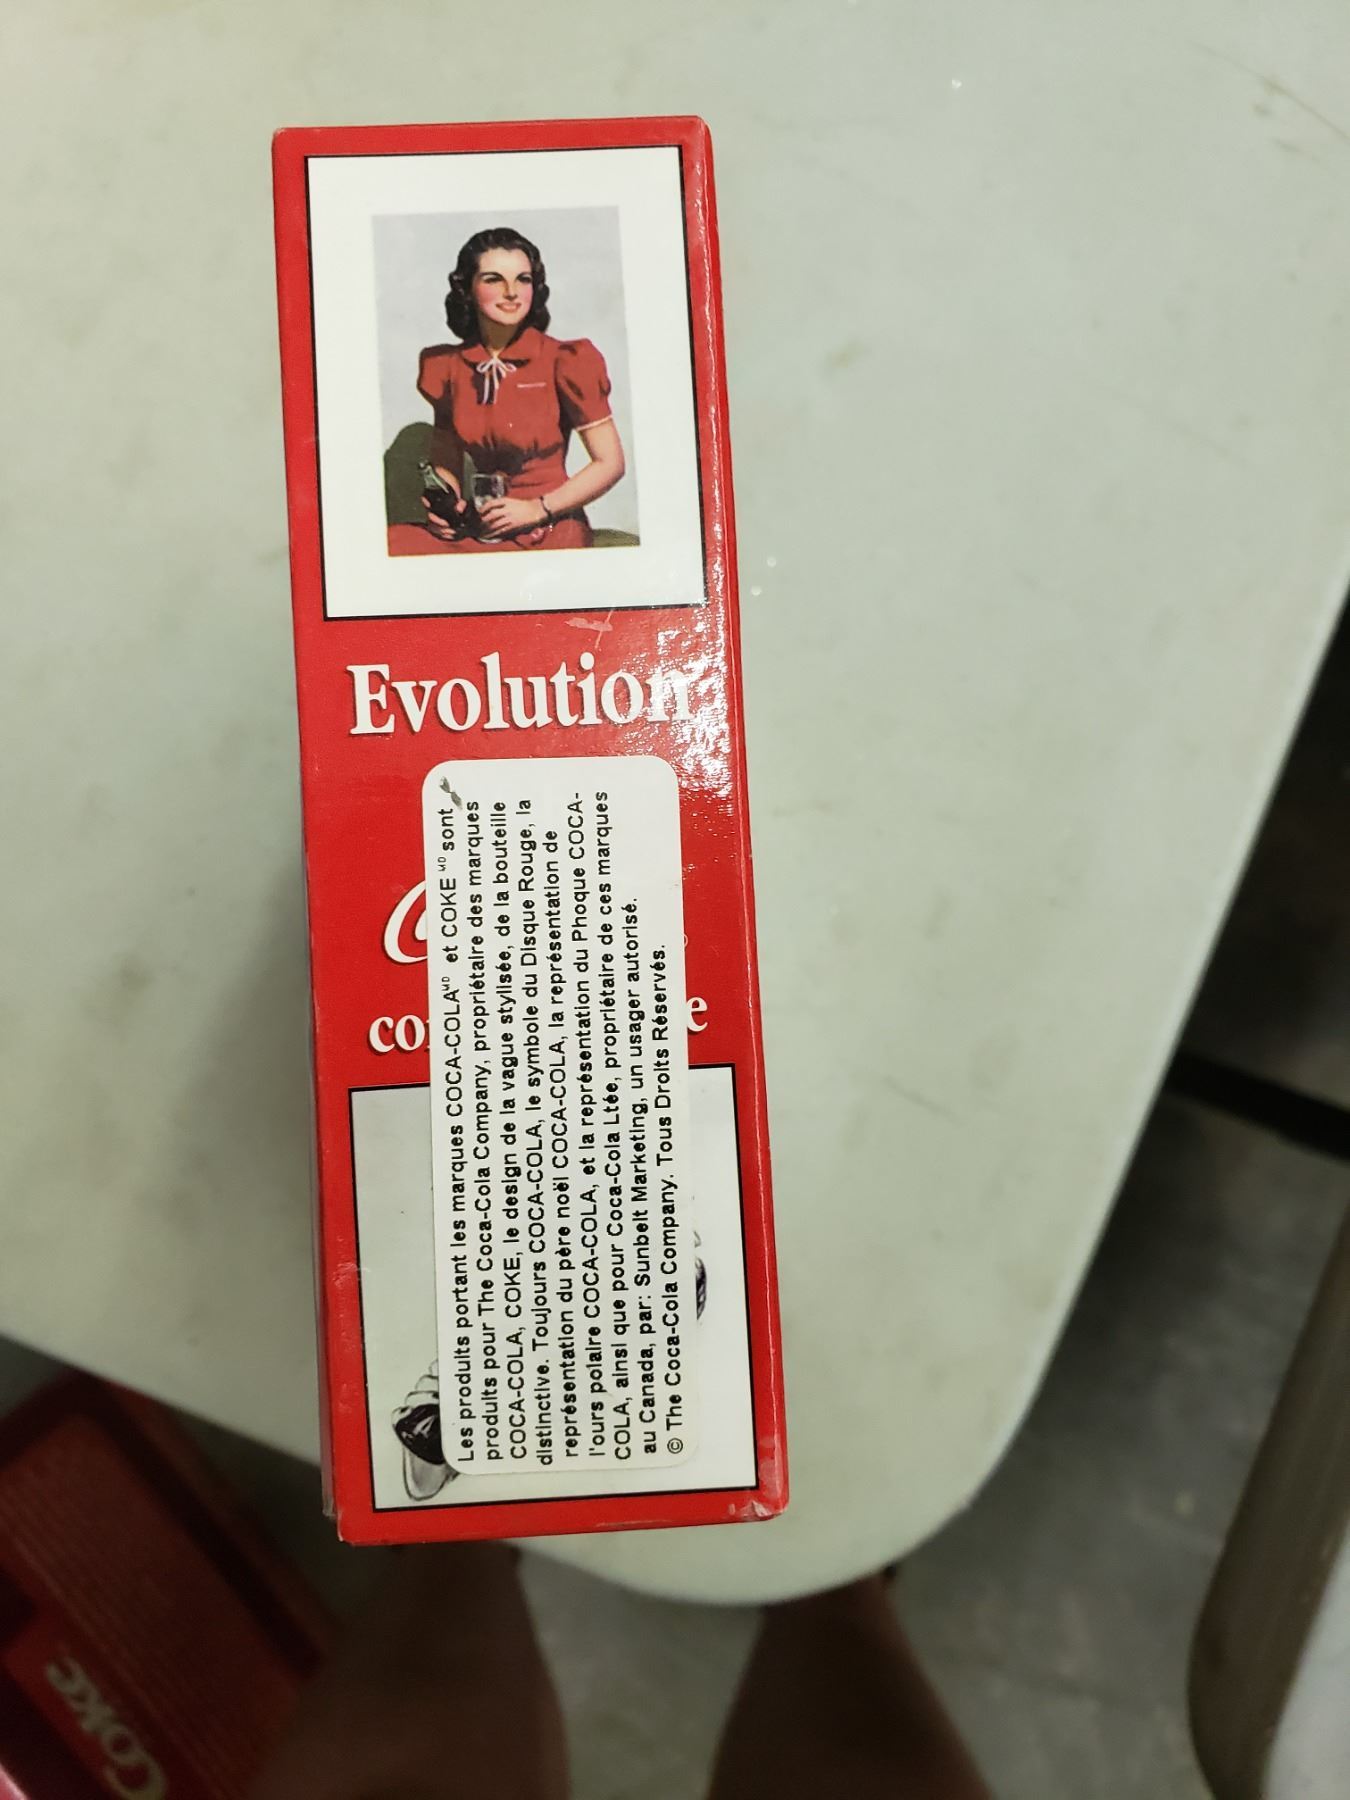 Evolution
Les produits portant les marques COCA-COLA MD et COKE MD sont
produits pour The Coca-Cola Company, propriétaire des marques
COCA-COLA, COKE, le design de la vague stylisée, de la bouteille
distinctive. Toujours COCA-COLA, le symbole du Disque Rouge, la
représentation du père noël COCA-COLA, la représentation de
l'ours polaire COCA-COLA, et la représentation du Phoque COCA-
COLA, ainsi que pour Coca-Cola Ltée, propriétaire de ces marques
au Canada, par: Sunbelt Marketing, un usager autorisé.
© The Coca-Cola Company. Tous Droits Réservés.
Coke